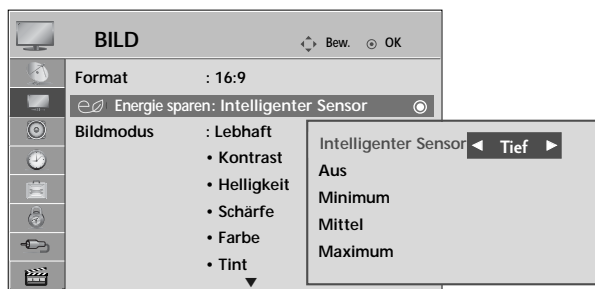 BILD
Bew. OK
Format : 16:9
Energie sparen: Intelligenter Sensor
Bildmodus : Lebhaft
• Kontrast
• Helligkeit
• Schärfe
• Farbe
• Tint
Intelligenter Sensor ◄ Tief ►
Aus
Minimum
Mittel
Maximum